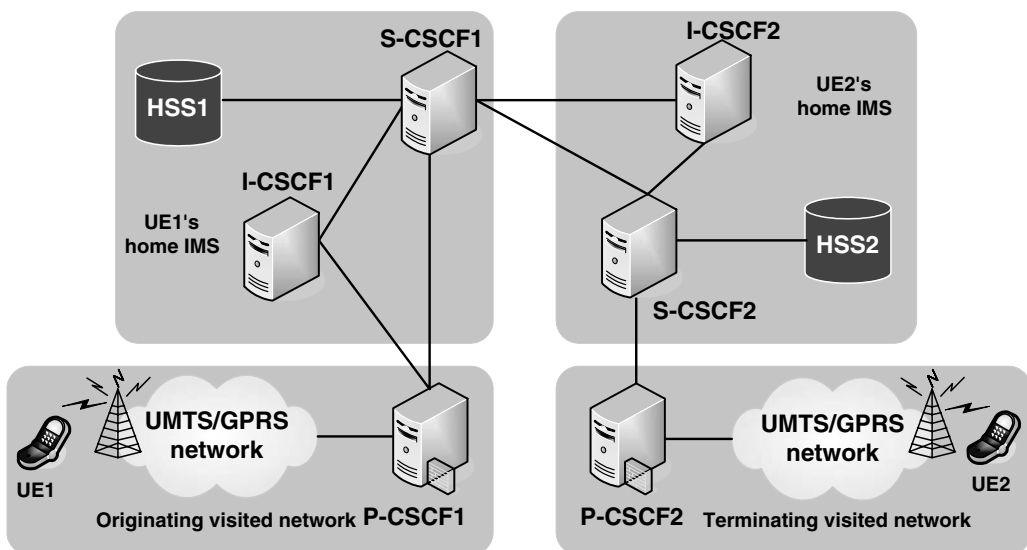 S-CSCF1
I-CSCF2
HSS1
UE2's
home IMS
I-CSCF1
UE1's
home IMS
HSS2
S-CSCF2
UMTS/GPRS
network
UMTS/GPRS
network
UE1
UE2
Originating visited network
P-CSCF1
P-CSCF2
Terminating visited network